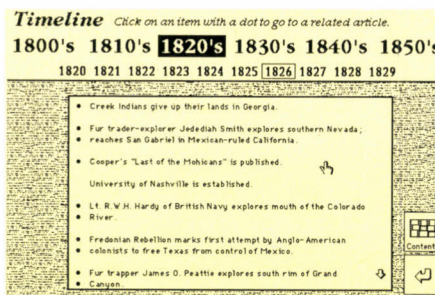 Timeline Click on an item with a dot to go to a related article.
1800's 1810's 1820's 1830's 1840's 1850's
1820 1821 1822 1823 1824 1825 1826 1827 1828 1829
• Creek Indians give up their lands in Georgia.
• Fur trader-explorer Jedediah Smith explores southern Nevada;
• reaches San Gabriel in Mexican-ruled California.
• Cooper's "Last of the Mohicans" is published.
University of Nashville is established.
• Lt. R.W.H. Hardy of British Navy explores mouth of the Colorado
• River.
• Fredonian Rebellion marks first attempt by Anglo-American
• colonists to free Texas from control of Mexico.
• Fur trapper James O. Peattie explores south rim of Grand
• Canyon.
Content